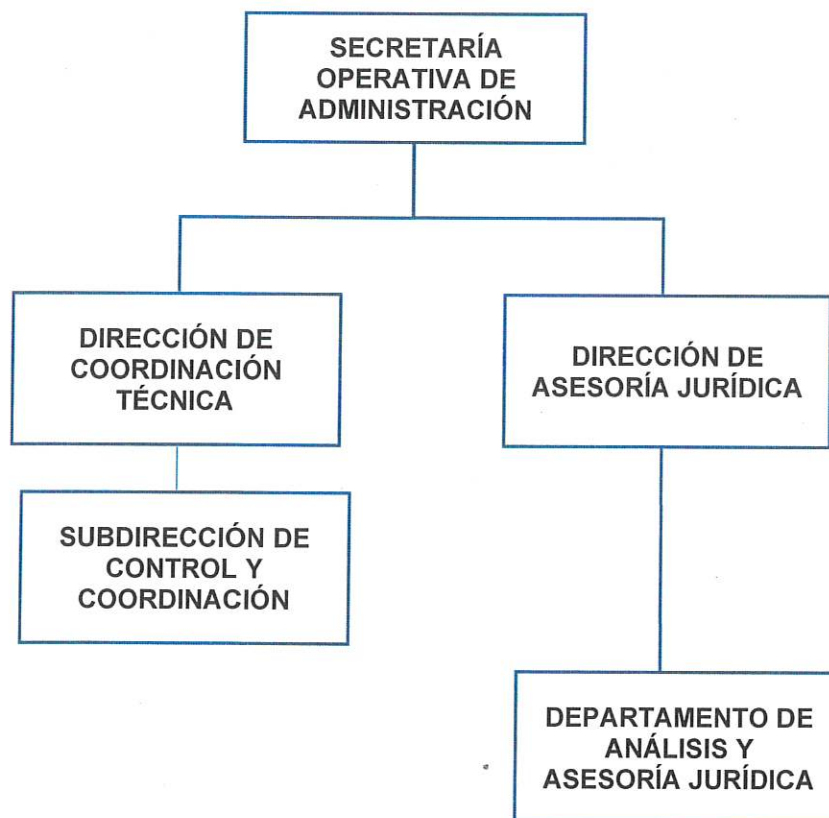 SECRETARÍA
OPERATIVA DE
ADMINISTRACIÓN
DIRECCIÓN DE
COORDINACIÓN
TÉCNICA
DIRECCIÓN DE
ASESORÍA JURÍDICA
SUBDIRECCIÓN DE
CONTROL Y
COORDINACIÓN
DEPARTAMENTO DE
ANÁLISIS Y
ASESORÍA JURÍDICA